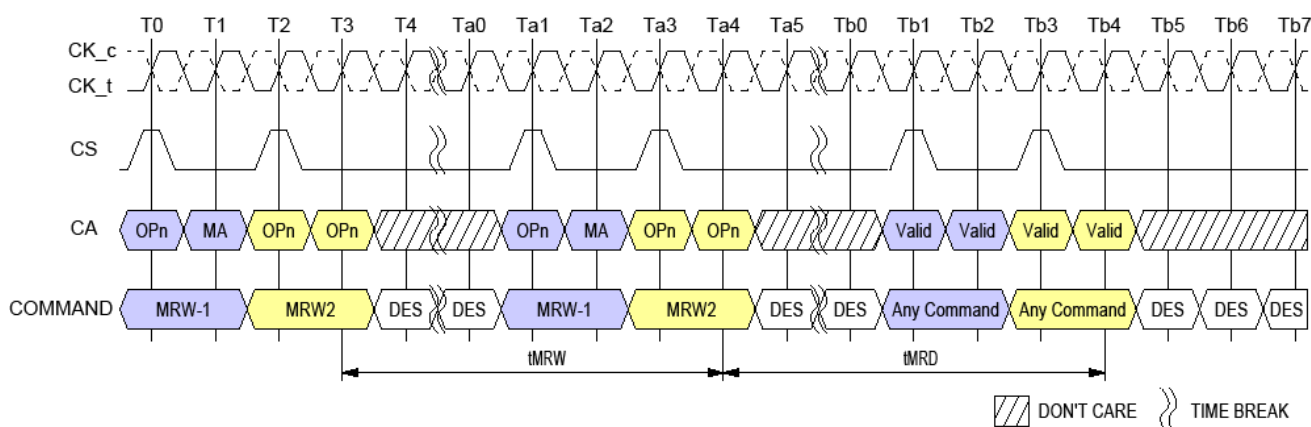 T0 T1 T2 T3 T4 Ta0 Ta1 Ta2 Ta3 Ta4 Ta5 Tb0 Tb1 Tb2 Tb3 Tb4 Tb5 Tb6 Tb7
CK_c
CK_t
CS
CA OPn MA OPn OPn OPn MA OPn OPn Valid Valid Valid Valid
COMMAND MRW-1 MRW2 DES DES MRW-1 MRW2 DES DES Any Command Any Command DES DES DES
tMRW tMRD
DON'T CARE TIME BREAK